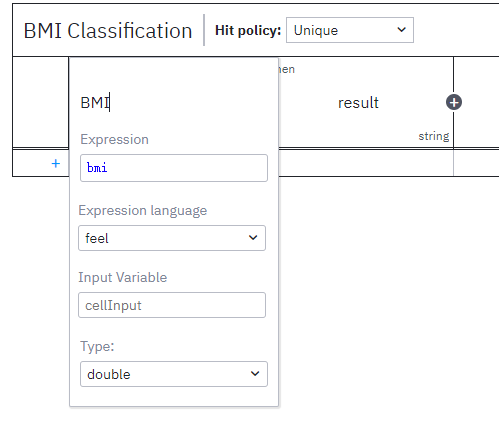 BMI Classification Hit policy: Unique
hen
BMI result +
Expression string
bmi
+
Expression language
feel
Input Variable
cellInput
Type:
double